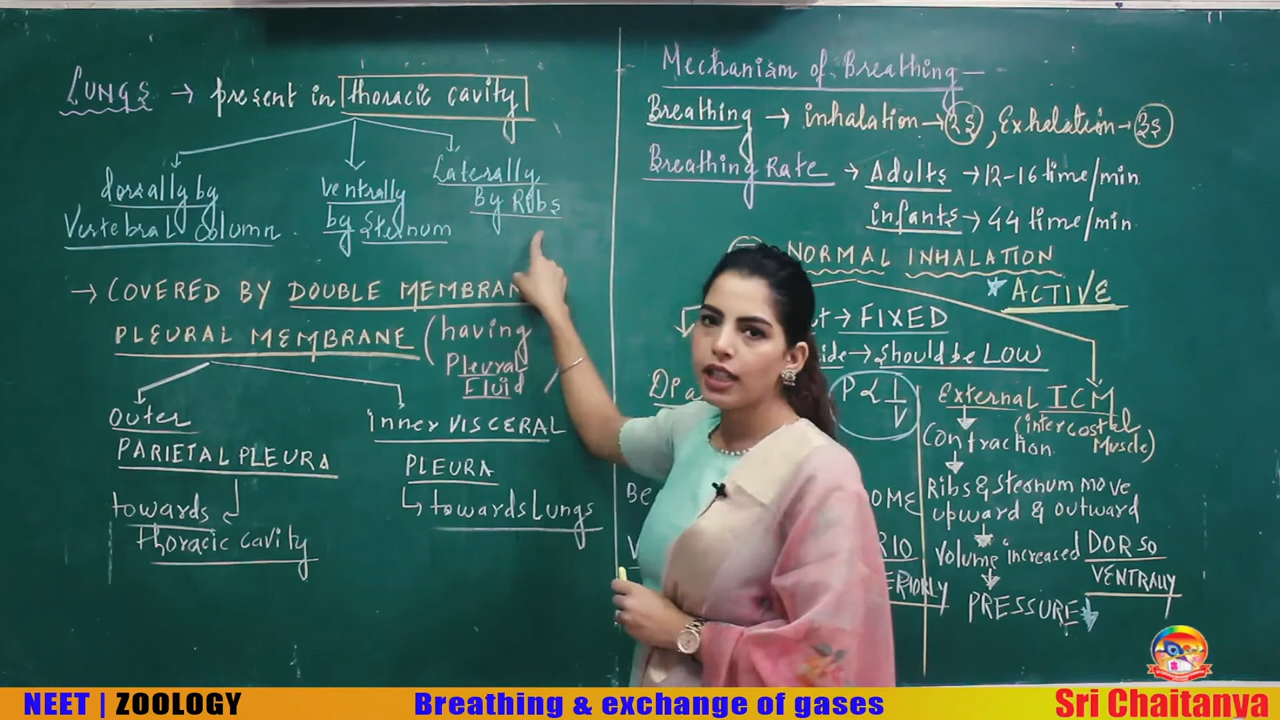 LUNGS → present in thoracic cavity
dorsally by
Vertebral Column.
ventrally
by Sternum
Laterally
By Ribs
→ COVERED BY DOUBLE MEMBRAN
PLEURAL MEMBRANE (having
Pleural
Fluid
Outer
PARIETAL PLEURA
towards
thoracic cavity
inner VISCERAL
PLEURA
towards Lungs
Mechanism of Breathing -
Breathing → inhalation → 2s, Exhalation → 3s
Breathing Rate → Adults → 12-16 time/min
infants → 44 time/min.
NORMAL INHALATION
* ACTIVE
→ FIXED
→ Should be LOW
P ∝ 1/V
External ICM
(intercostal
Muscle)
Contraction
Ribs & Sternum move
upward & outward
Volume increased DORSO
VENTRALLY
PRESSURE ↓
NEET | ZOOLOGY
Breathing & exchange of gases
Sri Chaitanya